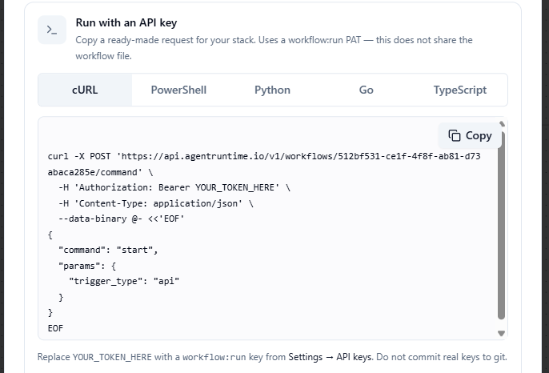 Run with an API key
Copy a ready-made request for your stack. Uses a workflow:run PAT — this does not share the
workflow file.
cURL
PowerShell
Python
Go
TypeScript
Copy
curl -X POST 'https://api.agentruntime.io/v1/workflows/512bf531-ce1f-4f8f-ab81-d73
abaca285e/command' \
  -H 'Authorization: Bearer YOUR_TOKEN_HERE' \
  -H 'Content-Type: application/json' \
  --data-binary @- <<'EOF'
{
  "command": "start",
  "params": {
    "trigger_type": "api"
  }
}
EOF
Replace YOUR_TOKEN_HERE with a workflow:run key from Settings → API keys. Do not commit real keys to git.